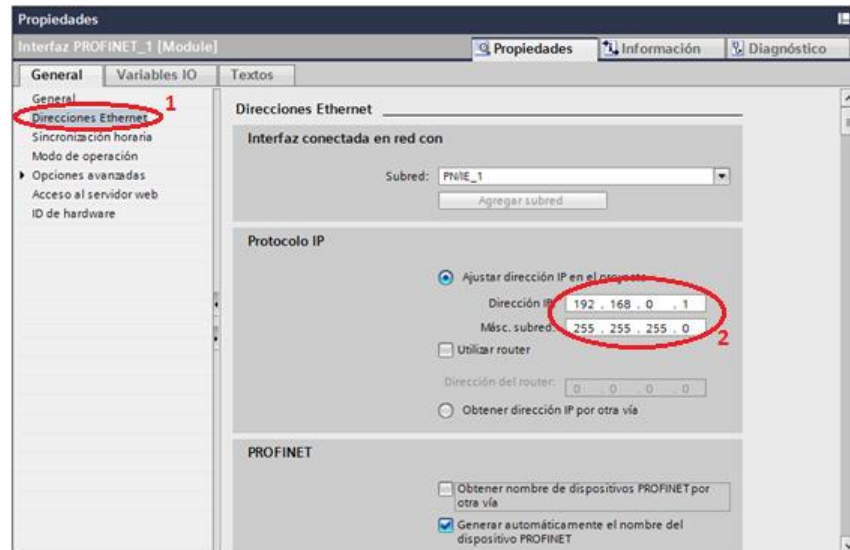 Propiedades
Interfaz PROFINET_1 [Module]
Propiedades Información Diagnóstico
General Variables IO Textos
General
Direcciones Ethernet 1
Sincronización horaria
Modo de operación
Opciones avanzadas
Acceso al servidor web
ID de hardware
Direcciones Ethernet
Interfaz conectada en red con
Subred: PN/IE_1
Agregar subred
Protocolo IP
Ajustar dirección IP en el proyecto
Dirección IP: 192 . 168 . 0 . 1
Másc. subred: 255 . 255 . 255 . 0
2
Utilizar router
Dirección del router: 0 . 0 . 0 . 0
Obtener dirección IP por otra vía
PROFINET
Obtener nombre de dispositivos PROFINET por
otra vía
Generar automáticamente el nombre del
dispositivo PROFINET